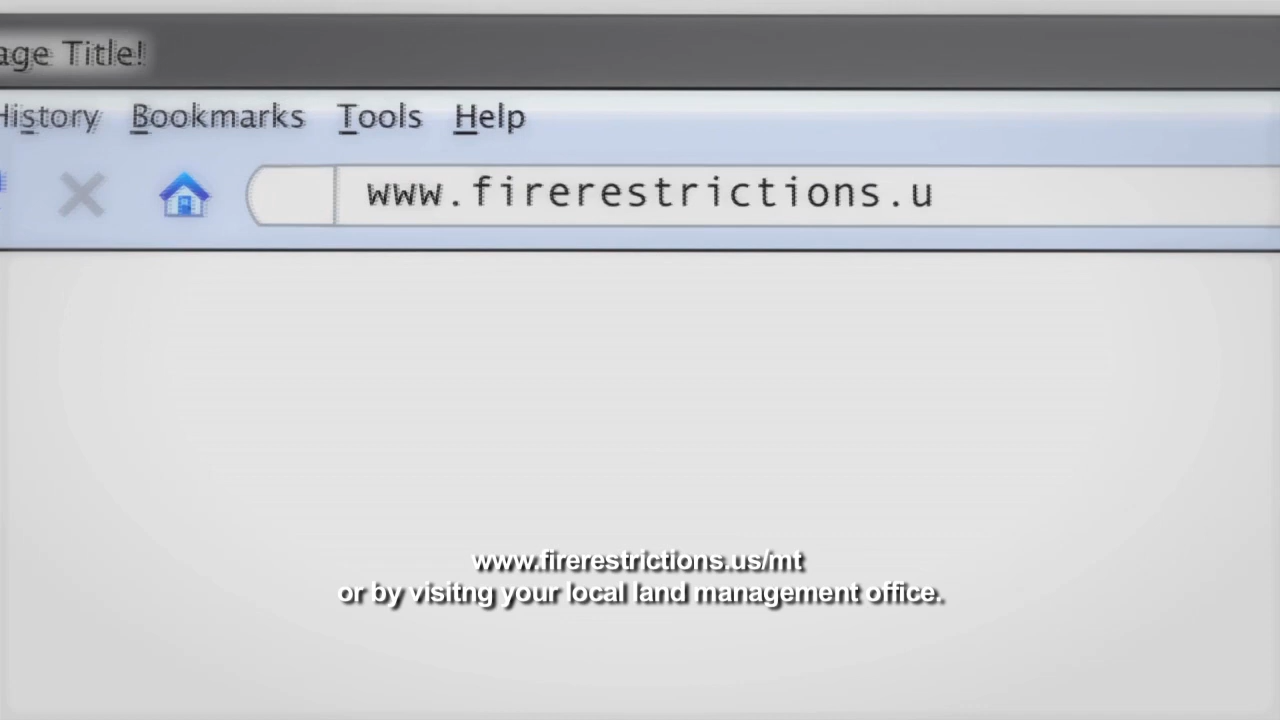 age Title!
History Bookmarks Tools Help
www.firerestrictions.u
www.firerestrictions.us/mt
or by visitng your local land management office.